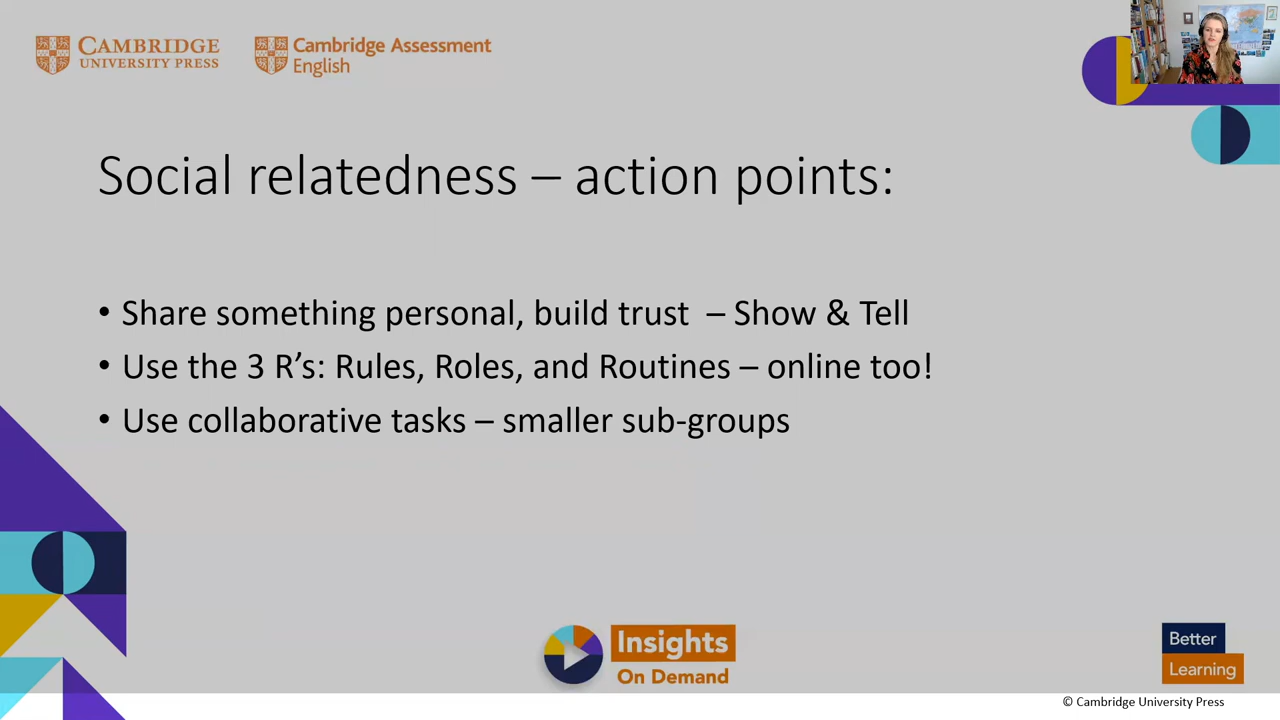 CAMBRIDGE
UNIVERSITY PRESS
Cambridge Assessment
English
Social relatedness – action points:
• Share something personal, build trust  – Show & Tell
• Use the 3 R’s: Rules, Roles, and Routines – online too!
• Use collaborative tasks – smaller sub-groups
Insights
On Demand
Better
Learning
© Cambridge University Press